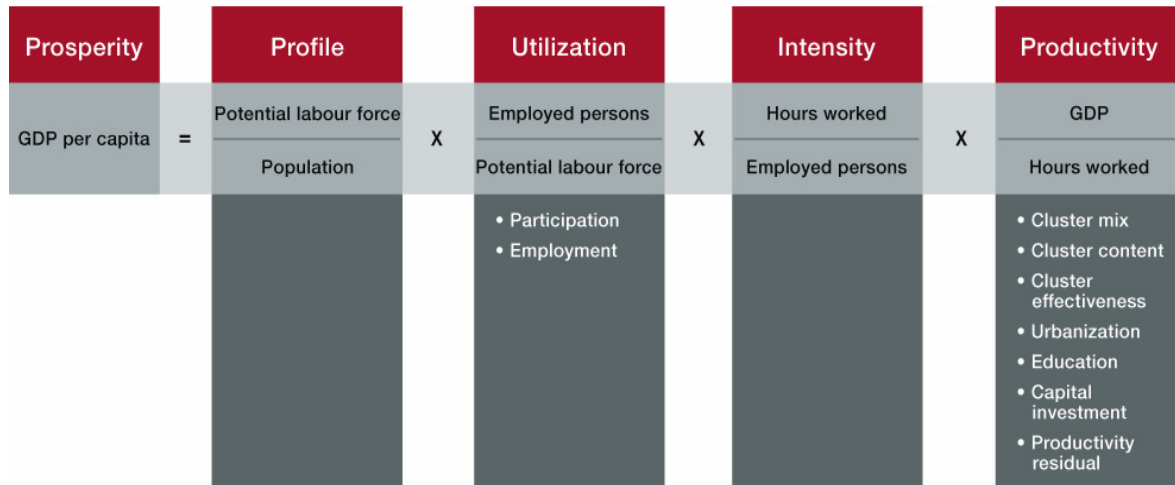 Prosperity
Profile
Utilization
Intensity
Productivity
GDP per capita
=
Potential labour force
Population
X
Employed persons
Potential labour force
X
Hours worked
Employed persons
X
GDP
Hours worked
• Participation
• Employment
• Cluster mix
• Cluster content
• Cluster
effectiveness
• Urbanization
• Education
• Capital
investment
• Productivity
residual